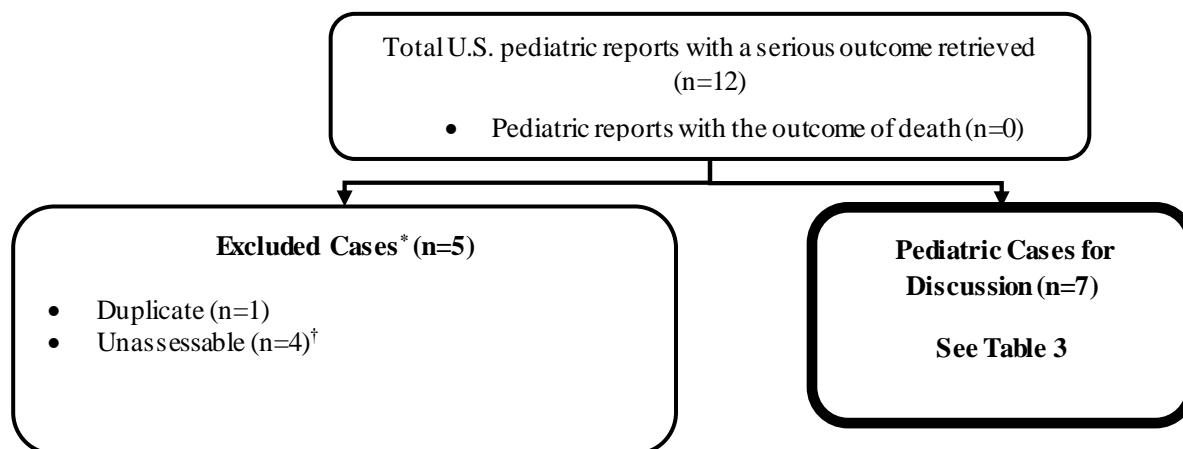 Total U.S. pediatric reports with a serious outcome retrieved
(n=12)
• Pediatric reports with the outcome of death (n=0)
Excluded Cases* (n=5)
• Duplicate (n=1)
• Unassessable (n=4)†
Pediatric Cases for
Discussion (n=7)
See Table 3